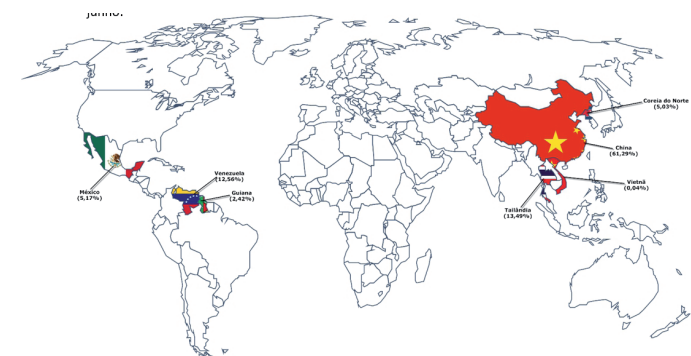 junho.
Coreia do Norte
(5,03%)
China
(61,29%)
Venezuela
(12,56%)
México
(5,17%)
Guiana
(2,42%)
Vietnã
(0,04%)
Tailândia
(13,49%)